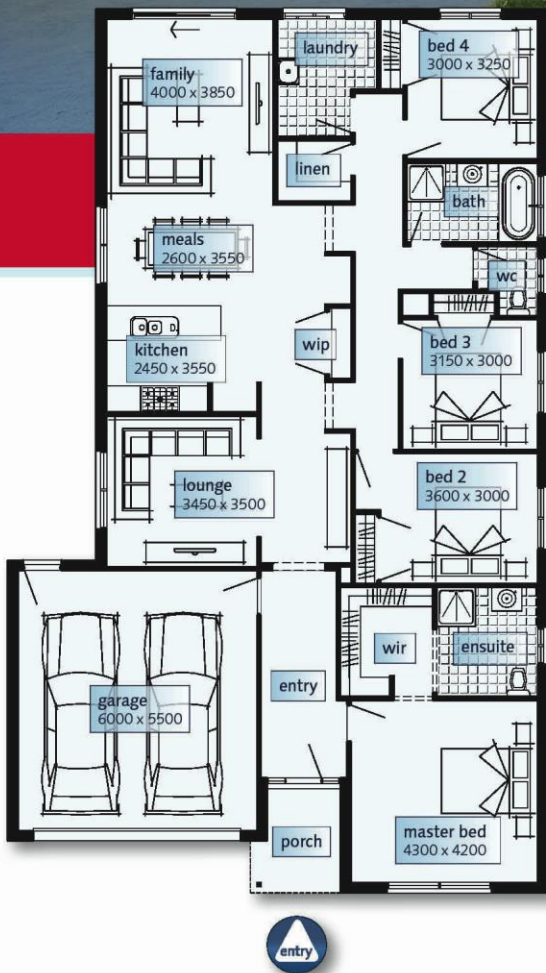 laundry
bed 4
3000 x 3250
family
4000 x 3850
linen
bath
meals
2600 x 3550
wc
kitchen
2450 x 3550
wip
bed 3
3150 x 3000
lounge
3450 x 3500
bed 2
3600 x 3000
wir
ensuite
entry
garage
6000 x 5500
porch
master bed
4300 x 4200
entry